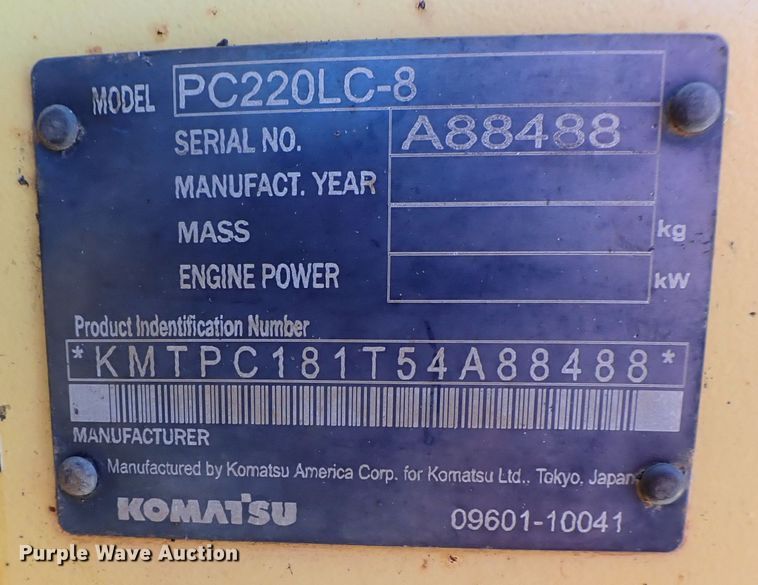 MODEL PC220LC-8
SERIAL NO. A88488
MANUFACT. YEAR
MASS kg
ENGINE POWER kW
Product Indentification Number
*KMTPC181T54A88488*
MANUFACTURER
Manufactured by Komatsu America Corp. for Komatsu Ltd., Tokyo, Japan
KOMATSU 09601-10041
Purple Wave Auction